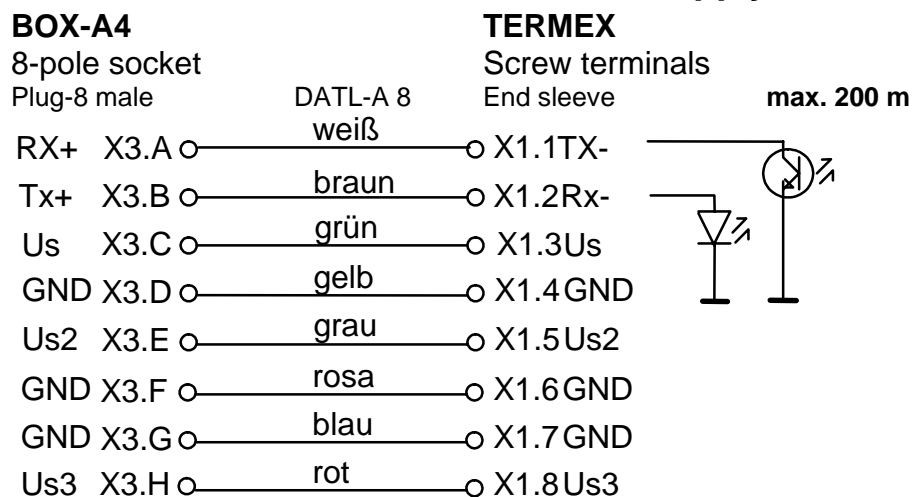 BOX-A4 TERMEX
8-pole socket Screw terminals
Plug-8 male DATL-A 8 End sleeve max. 200 m
RX+ X3.A weiß X1.1TX-
Tx+ X3.B braun X1.2Rx-
Us X3.C grün X1.3Us
GND X3.D gelb X1.4GND
Us2 X3.E grau X1.5Us2
GND X3.F rosa X1.6GND
GND X3.G blau X1.7GND
Us3 X3.H rot X1.8Us3